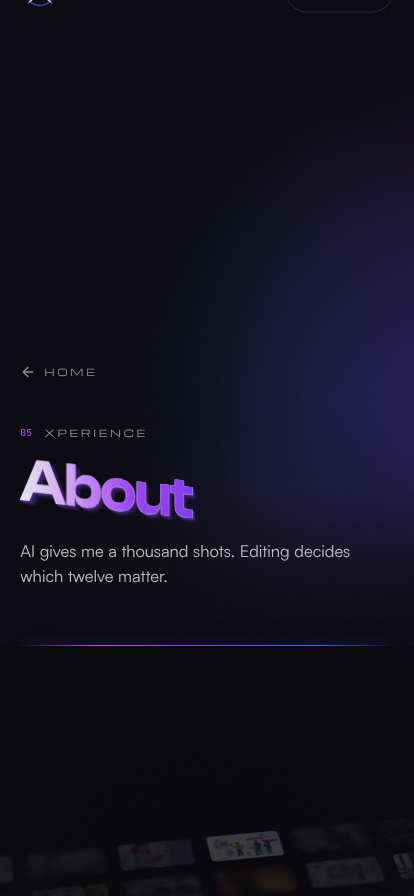 ← HOME
05 XPERIENCE
About
AI gives me a thousand shots. Editing decides
which twelve matter.